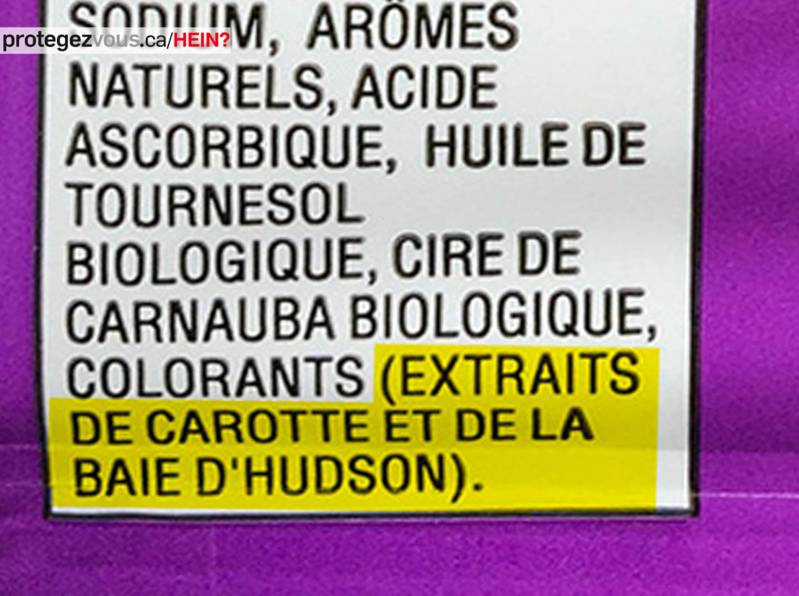 protegezvous.ca/HEIN?
SODIUM, ARÔMES
NATURELS, ACIDE
ASCORBIQUE, HUILE DE
TOURNESOL
BIOLOGIQUE, CIRE DE
CARNAUBA BIOLOGIQUE,
COLORANTS (EXTRAITS
DE CAROTTE ET DE LA
BAIE D'HUDSON).